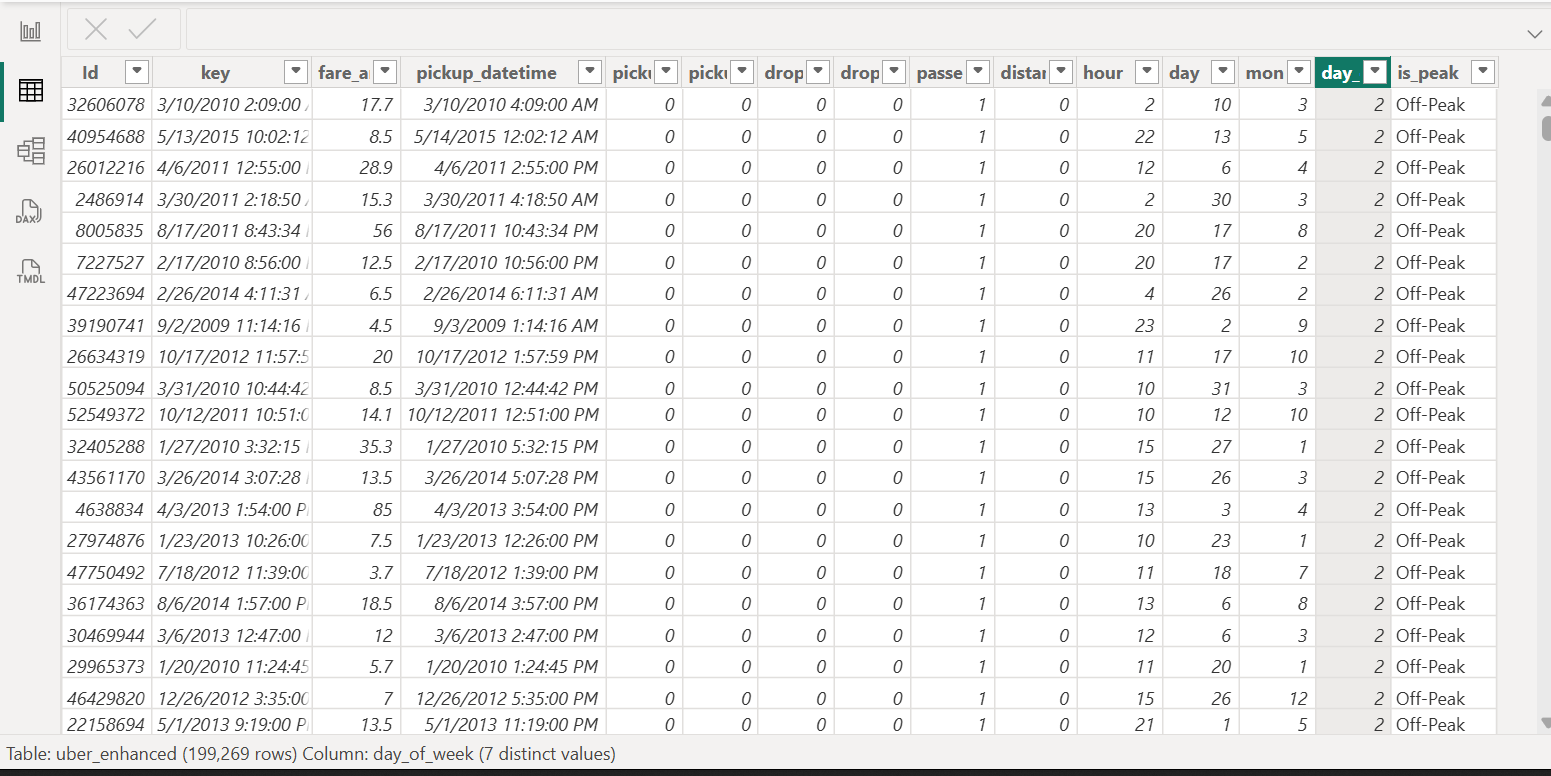 Id key fare_a pickup_datetime picku picku drop drop passe distar hour day mon day_ is_peak
32606078 3/10/2010 2:09:00 17.7 3/10/2010 4:09:00 AM 0 0 0 0 1 0 2 10 3 2 Off-Peak
40954688 5/13/2015 10:02:12 8.5 5/14/2015 12:02:12 AM 0 0 0 0 1 0 22 13 5 2 Off-Peak
26012216 4/6/2011 12:55:00 28.9 4/6/2011 2:55:00 PM 0 0 0 0 1 0 12 6 4 2 Off-Peak
DAX
2486914 3/30/2011 2:18:50 15.3 3/30/2011 4:18:50 AM 0 0 0 0 1 0 2 30 3 2 Off-Peak
8005835 8/17/2011 8:43:34 56 8/17/2011 10:43:34 PM 0 0 0 0 1 0 20 17 8 2 Off-Peak
7227527 2/17/2010 8:56:00 12.5 2/17/2010 10:56:00 PM 0 0 0 0 1 0 20 17 2 2 Off-Peak
TMDL
47223694 2/26/2014 4:11:31 6.5 2/26/2014 6:11:31 AM 0 0 0 0 1 0 4 26 2 2 Off-Peak
39190741 9/2/2009 11:14:16 4.5 9/3/2009 1:14:16 AM 0 0 0 0 1 0 23 2 9 2 Off-Peak
26634319 10/17/2012 11:57:5 20 10/17/2012 1:57:59 PM 0 0 0 0 1 0 11 17 10 2 Off-Peak
50525094 3/31/2010 10:44:42 8.5 3/31/2010 12:44:42 PM 0 0 0 0 1 0 10 31 3 2 Off-Peak
52549372 10/12/2011 10:51:0 14.1 10/12/2011 12:51:00 PM 0 0 0 0 1 0 10 12 10 2 Off-Peak
32405288 1/27/2010 3:32:15 35.3 1/27/2010 5:32:15 PM 0 0 0 0 1 0 15 27 1 2 Off-Peak
43561170 3/26/2014 3:07:28 13.5 3/26/2014 5:07:28 PM 0 0 0 0 1 0 15 26 3 2 Off-Peak
4638834 4/3/2013 1:54:00 P 85 4/3/2013 3:54:00 PM 0 0 0 0 1 0 13 3 4 2 Off-Peak
27974876 1/23/2013 10:26:00 7.5 1/23/2013 12:26:00 PM 0 0 0 0 1 0 10 23 1 2 Off-Peak
47750492 7/18/2012 11:39:00 3.7 7/18/2012 1:39:00 PM 0 0 0 0 1 0 11 18 7 2 Off-Peak
36174363 8/6/2014 1:57:00 P 18.5 8/6/2014 3:57:00 PM 0 0 0 0 1 0 13 6 8 2 Off-Peak
30469944 3/6/2013 12:47:00 12 3/6/2013 2:47:00 PM 0 0 0 0 1 0 12 6 3 2 Off-Peak
29965373 1/20/2010 11:24:45 5.7 1/20/2010 1:24:45 PM 0 0 0 0 1 0 11 20 1 2 Off-Peak
46429820 12/26/2012 3:35:00 7 12/26/2012 5:35:00 PM 0 0 0 0 1 0 15 26 12 2 Off-Peak
22158694 5/1/2013 9:19:00 P 13.5 5/1/2013 11:19:00 PM 0 0 0 0 1 0 21 1 5 2 Off-Peak
Table: uber_enhanced (199,269 rows) Column: day_of_week (7 distinct values)